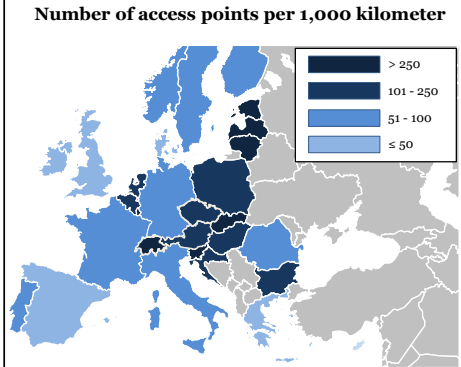 Number of access points per 1,000 kilometer
> 250
101 - 250
51 - 100
≤ 50